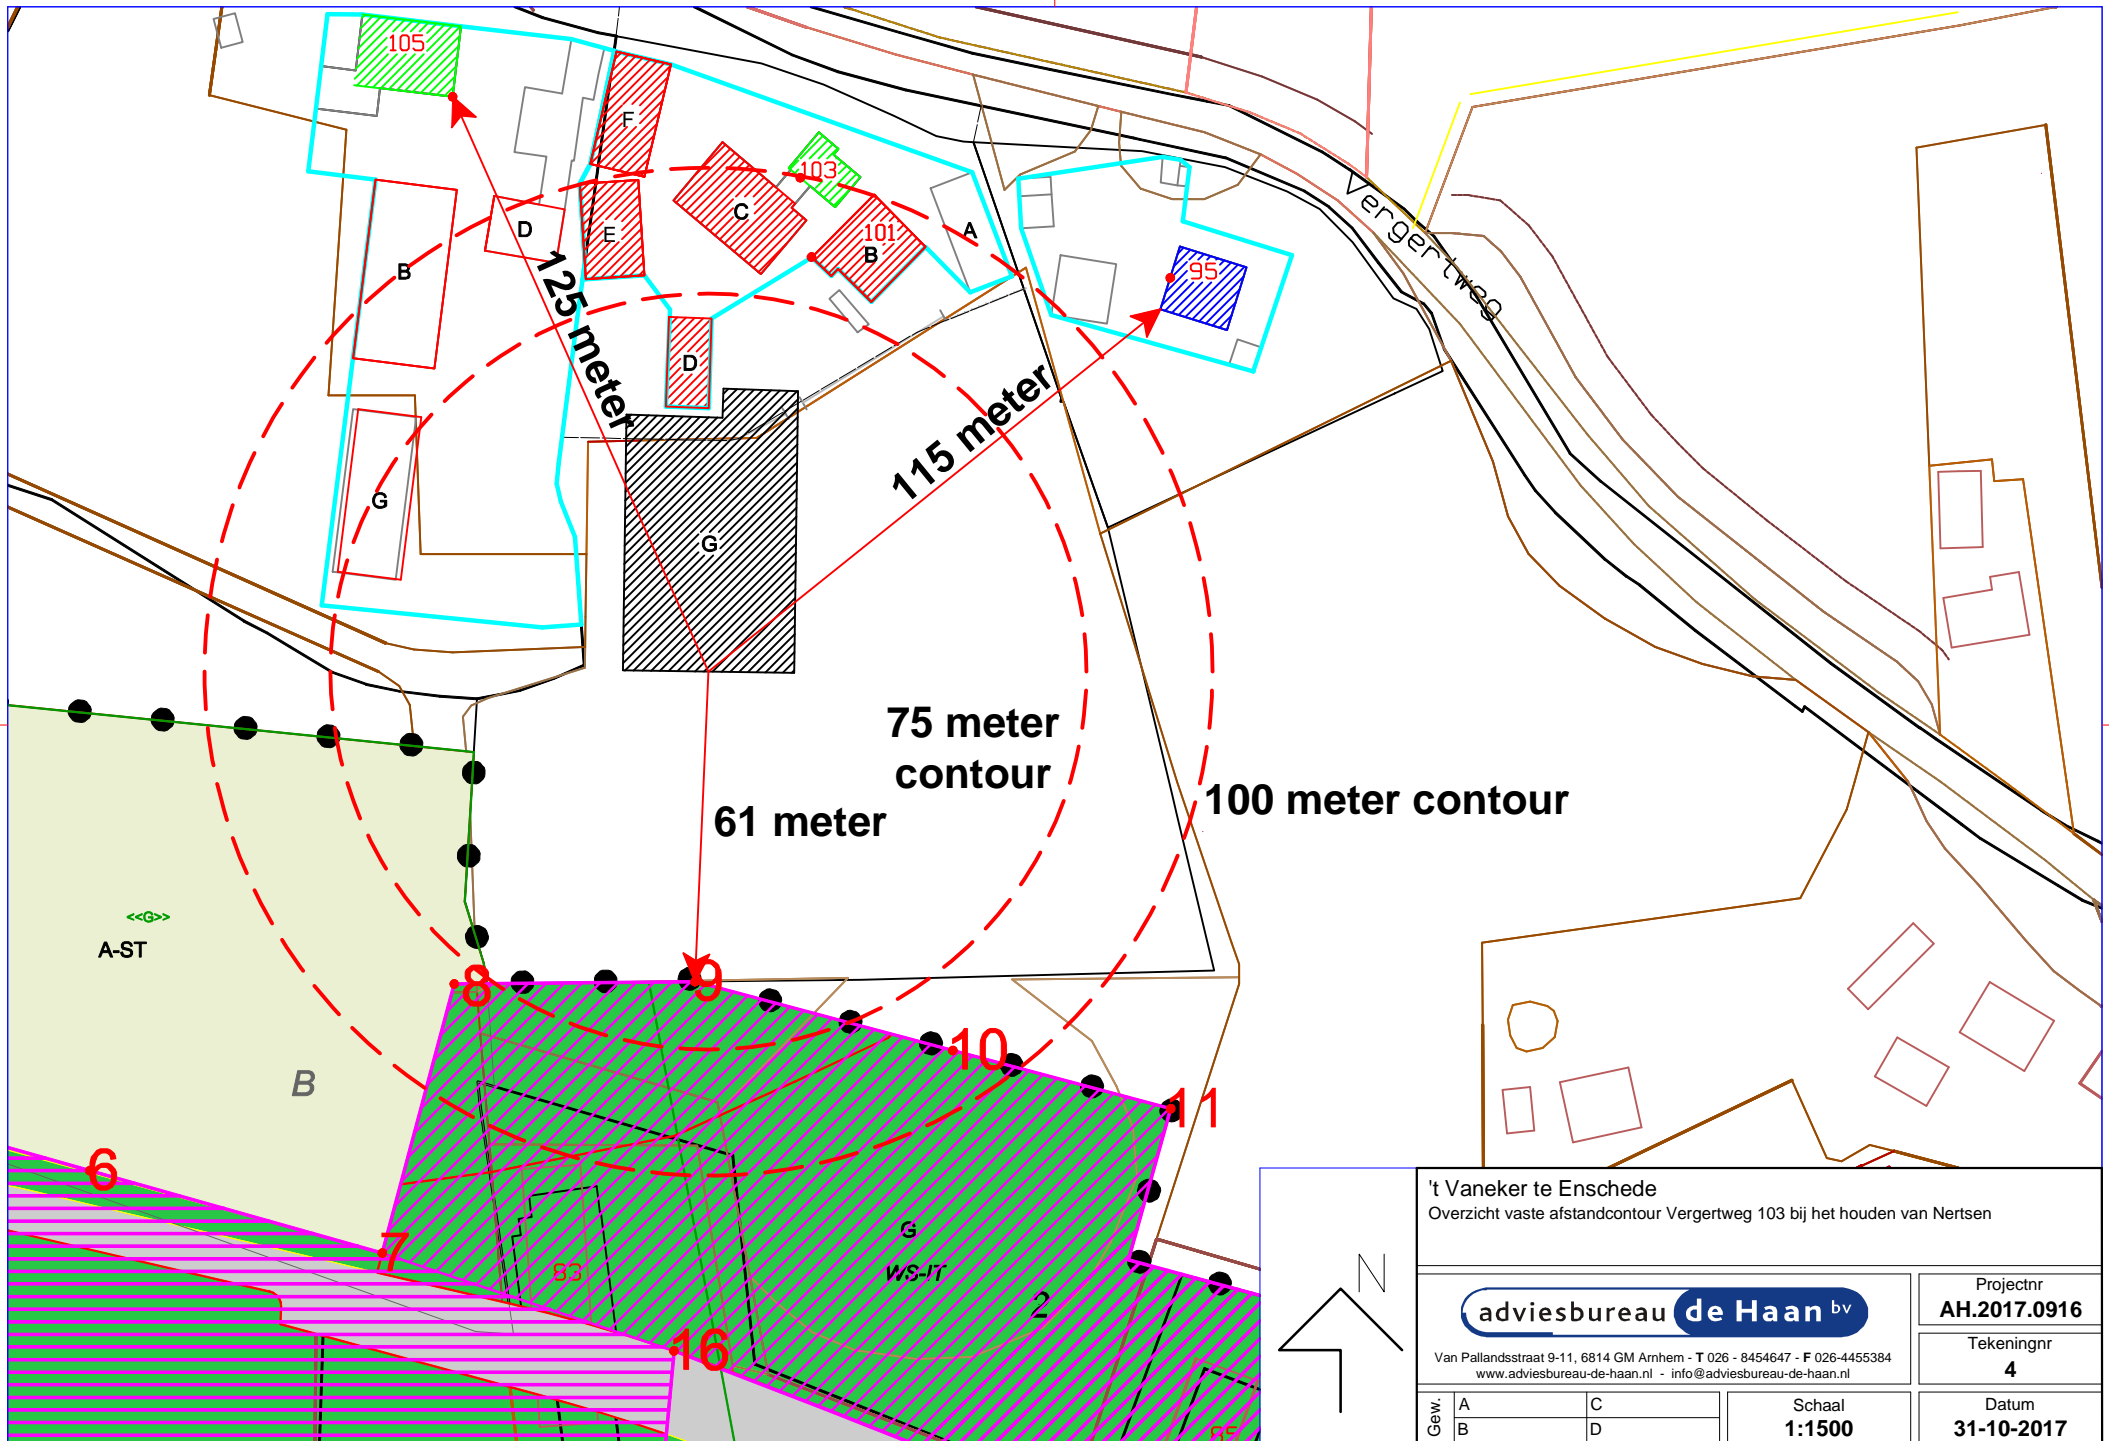 105
F
103
C
101
B
A
95
Vergertweg
D
E
B
125 meter
D
115 meter
G
G
75 meter
contour
100 meter contour
61 meter
<<G>>
A-ST
8
9
10
11
B
6
7
83
G
WS-IT
2
16
85
N
't Vaneker te Enschede
Overzicht vaste afstandcontour Vergertweg 103 bij het houden van Nertsen
adviesbureau de Haan bv
Van Pallandsstraat 9-11, 6814 GM Arnhem - T 026 - 8454647 - F 026-4455384
www.adviesbureau-de-haan.nl - info@adviesbureau-de-haan.nl
Projectnr
AH.2017.0916
Tekeningnr
4
Gew.
A
C
B
D
Schaal
1:1500
Datum
31-10-2017